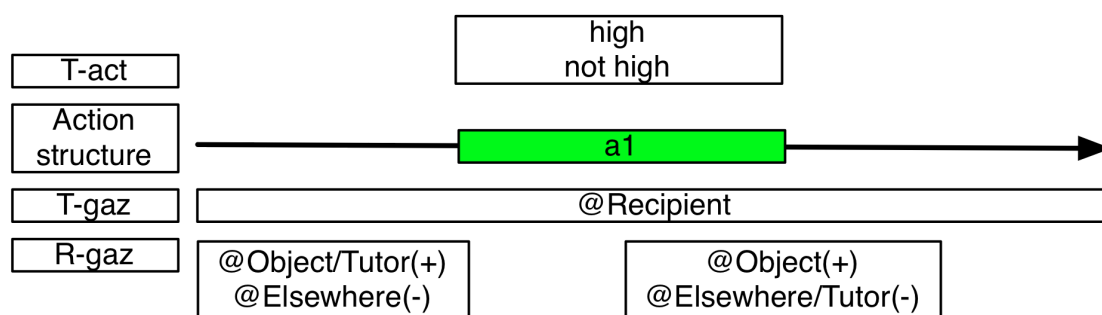 high
not high
T-act
Action
structure
a1
T-gaz
@Recipient
R-gaz
@Object/Tutor(+)
@Elsewhere(-)
@Object(+)
@Elsewhere/Tutor(-)